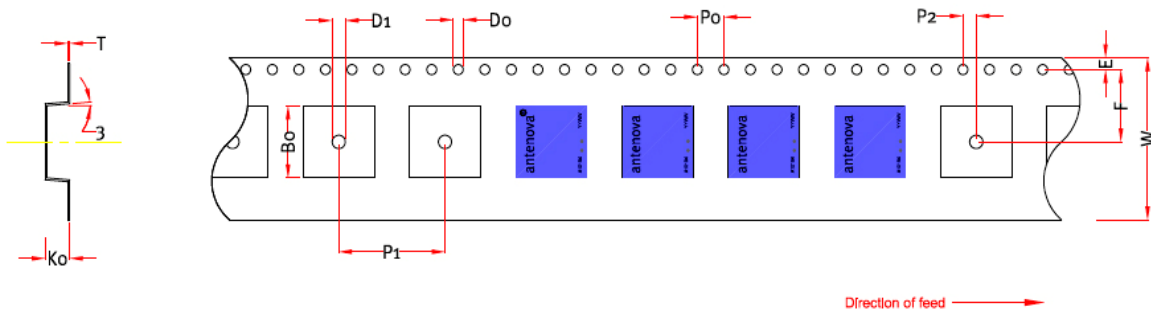 T
3
Ko
D1
Do
Po
P2
E
F
W
Bo
antenova
antenova
antenova
antenova
P1
Direction of feed